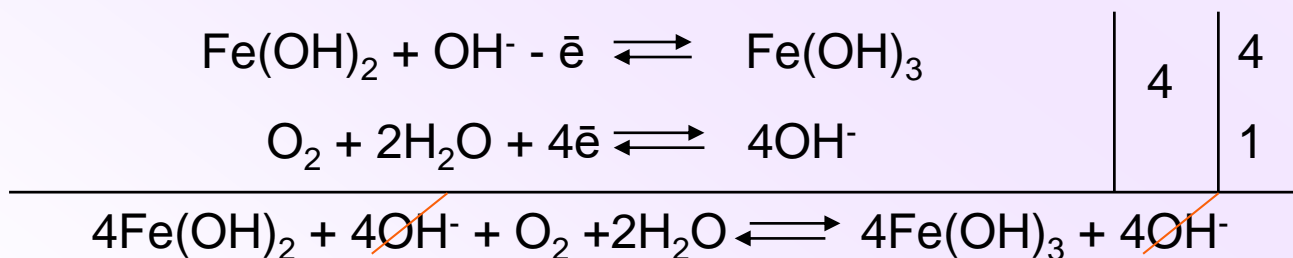 Fe(OH)₂ + OH⁻ - ē ⇄ Fe(OH)₃ 4
4
O₂ + 2H₂O + 4ē ⇄ 4OH⁻ 1
4Fe(OH)₂ + 4OH⁻ + O₂ +2H₂O ⇄ 4Fe(OH)₃ + 4OH⁻